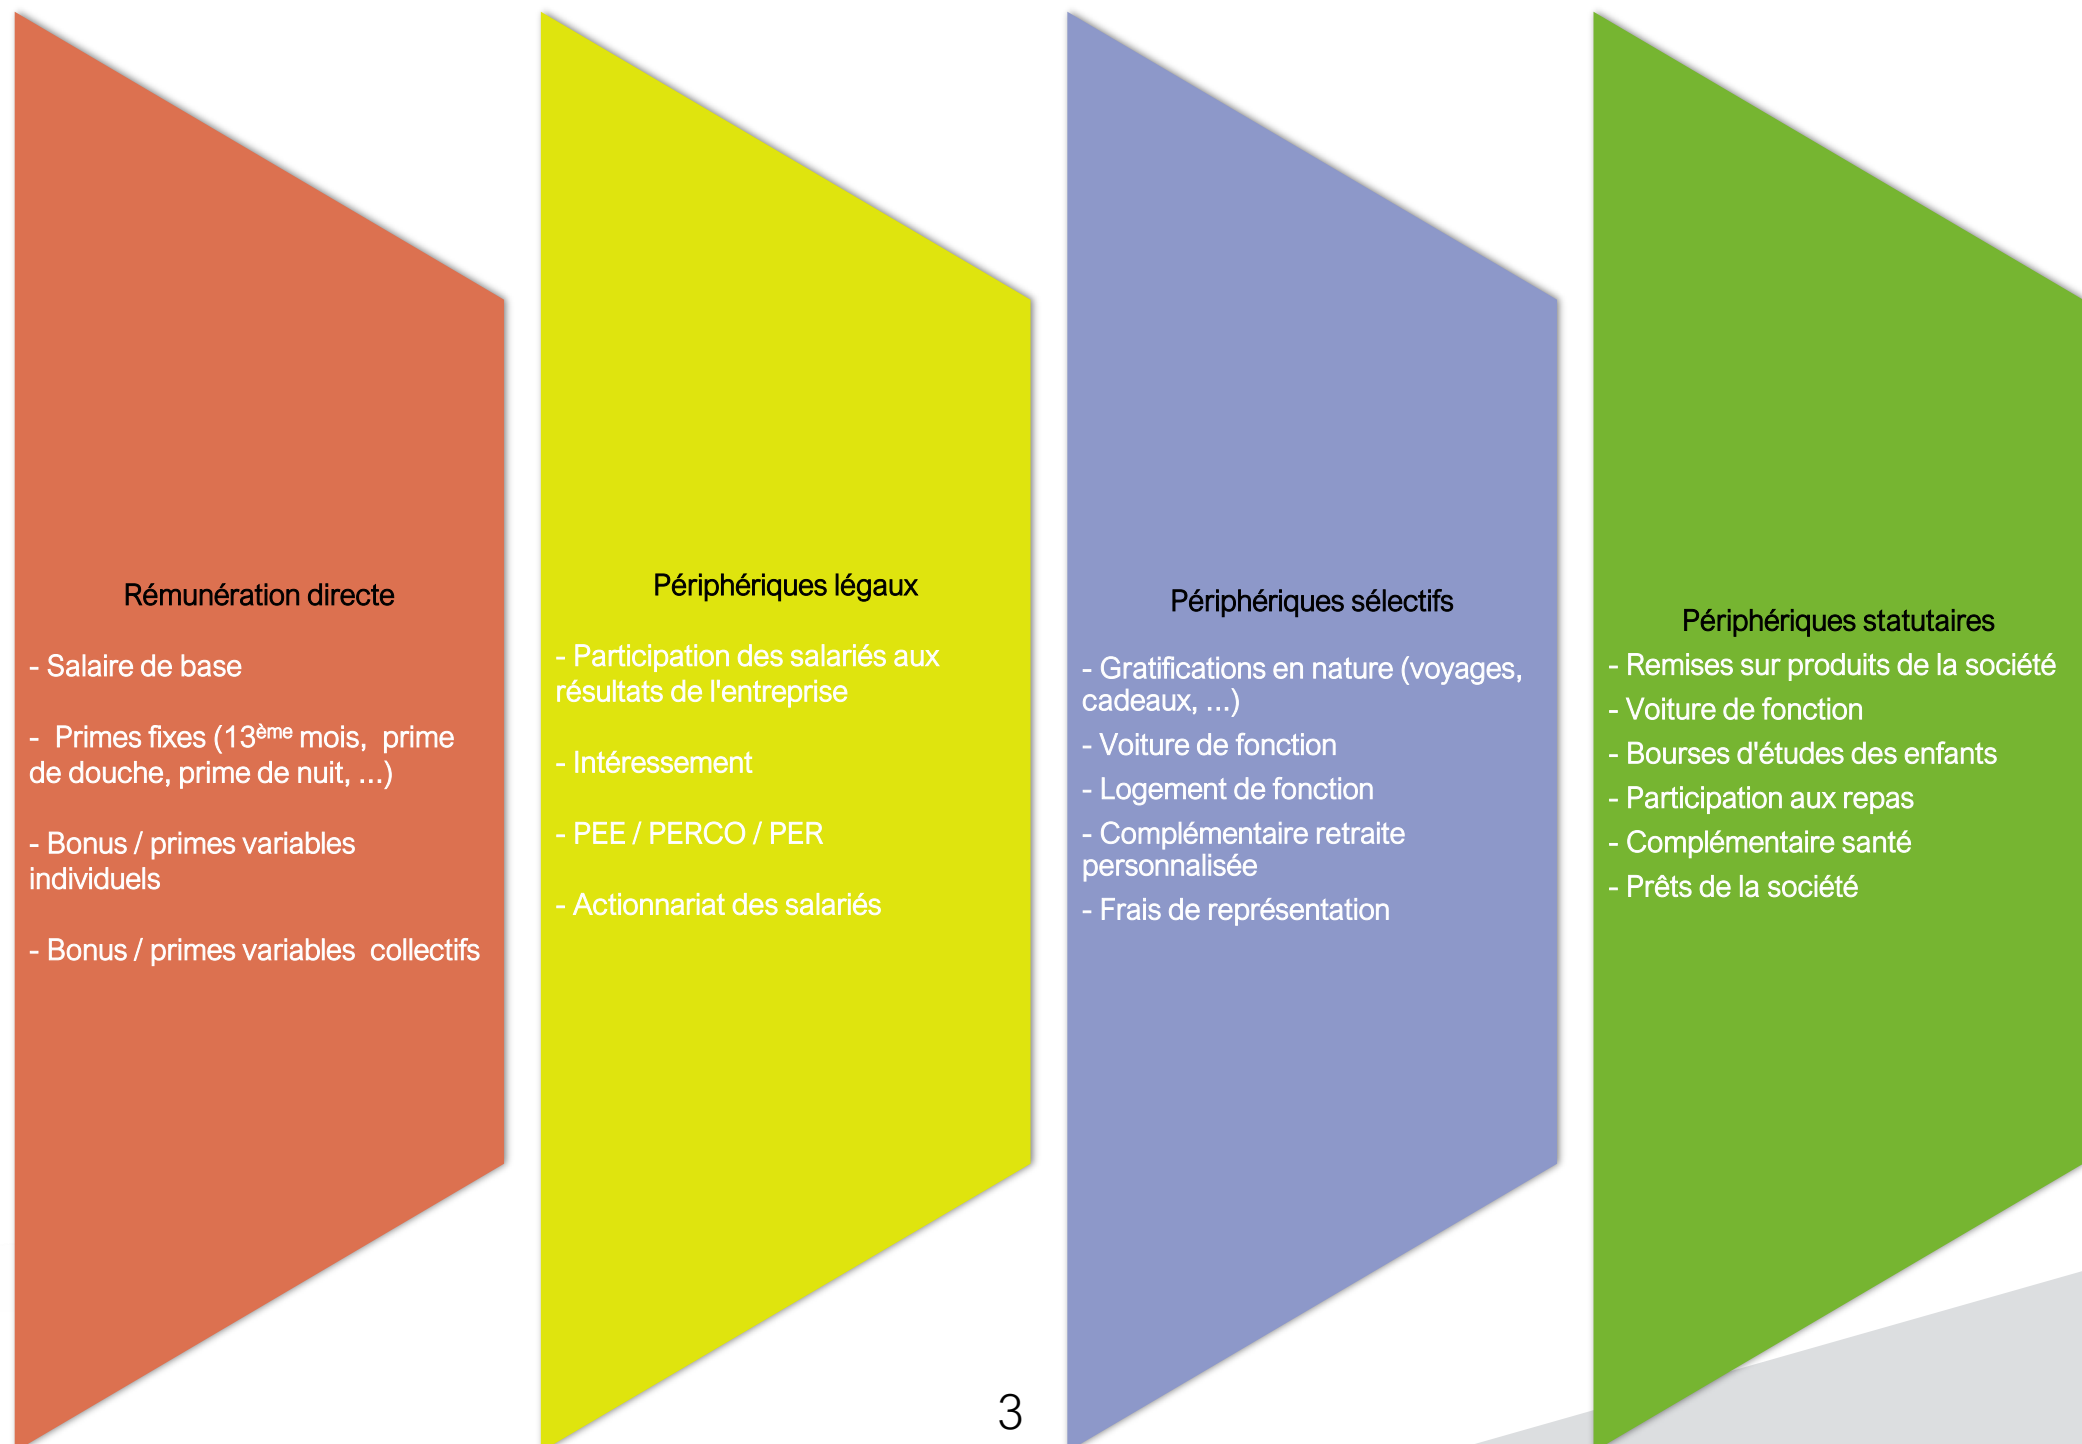 Rémunération directe
- Salaire de base
-  Primes fixes (13ème mois,  prime
de douche, prime de nuit, ...)
- Bonus / primes variables
individuels
- Bonus / primes variables  collectifs
Périphériques légaux
- Participation des salariés aux
résultats de l'entreprise
- Intéressement
- PEE / PERCO / PER
- Actionnariat des salariés
Périphériques sélectifs
- Gratifications en nature (voyages,
cadeaux, ...)
- Voiture de fonction
- Logement de fonction
- Complémentaire retraite
personnalisée
- Frais de représentation
Périphériques statutaires
- Remises sur produits de la société
- Voiture de fonction
- Bourses d'études des enfants
- Participation aux repas
- Complémentaire santé
- Prêts de la société
3